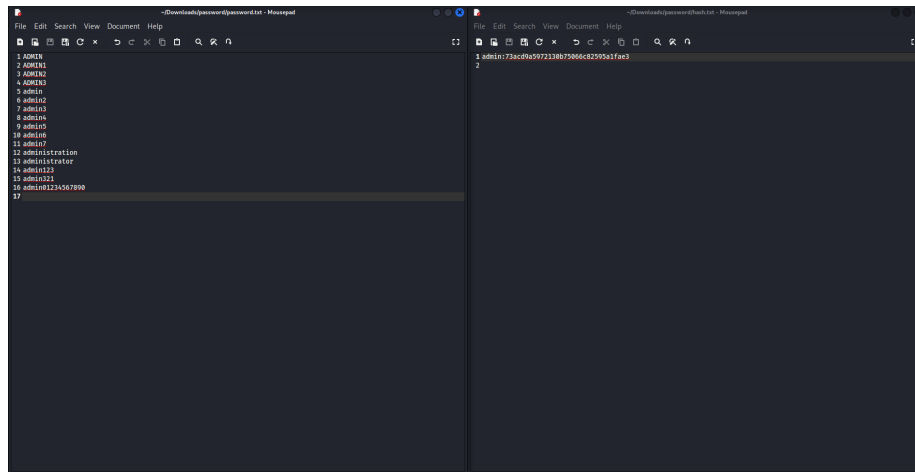 ~/Downloads/password/password.txt - Mousepad
File Edit Search View Document Help
1 ADMIN
2 ADMIN1
3 ADMIN2
4 ADMIN3
5 admin
6 admin2
7 admin3
8 admin4
9 admin5
10 admin6
11 admin7
12 administration
13 administrator
14 admin123
15 admin321
16 admin01234567890
17
~/Downloads/password/hash.txt - Mousepad
File Edit Search View Document Help
1 admin:73acd9a5972130b75066c82595a1fae3
2